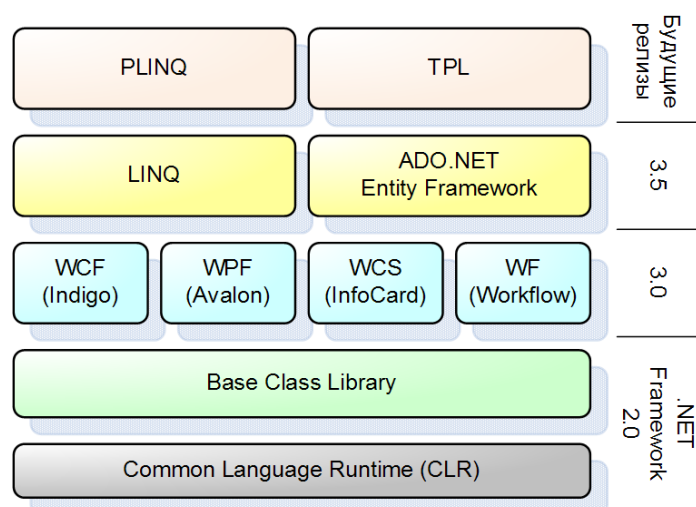 PLINQ
TPL
Будущие
релизы
LINQ
ADO.NET
Entity Framework
3.5
WCF
(Indigo)
WPF
(Avalon)
WCS
(InfoCard)
WF
(Workflow)
3.0
Base Class Library
.NET
Framework
2.0
Common Language Runtime (CLR)